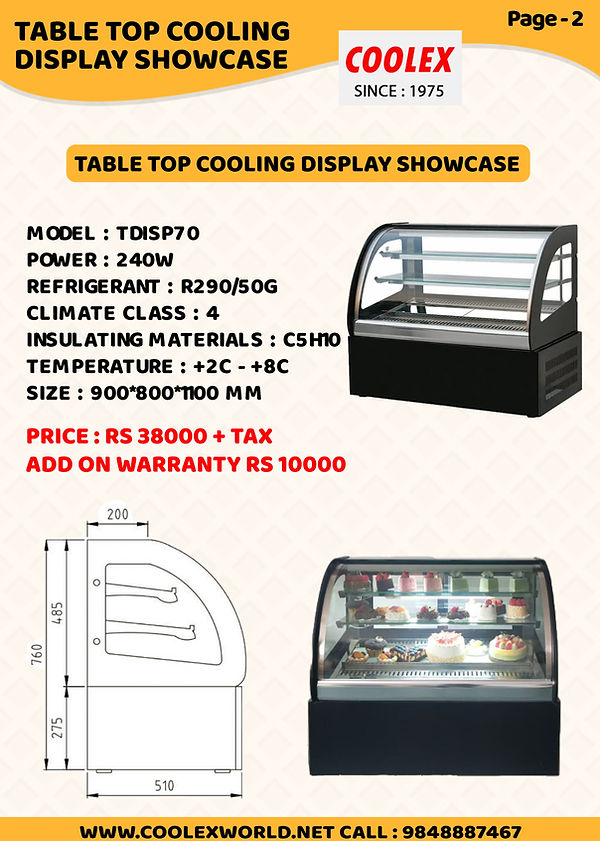 TABLE TOP COOLING
DISPLAY SHOWCASE
Page - 2
COOLEX
SINCE : 1975
TABLE TOP COOLING DISPLAY SHOWCASE
MODEL : TDISP70
POWER : 240W
REFRIGERANT : R290/50G
CLIMATE CLASS : 4
INSULATING MATERIALS : C5H10
TEMPERATURE : +2C - +8C
SIZE : 900*800*1100 MM
PRICE : RS 38000 + TAX
ADD ON WARRANTY RS 10000
200
485
760
275
510
WWW.COOLEXWORLD.NET CALL : 9848887467